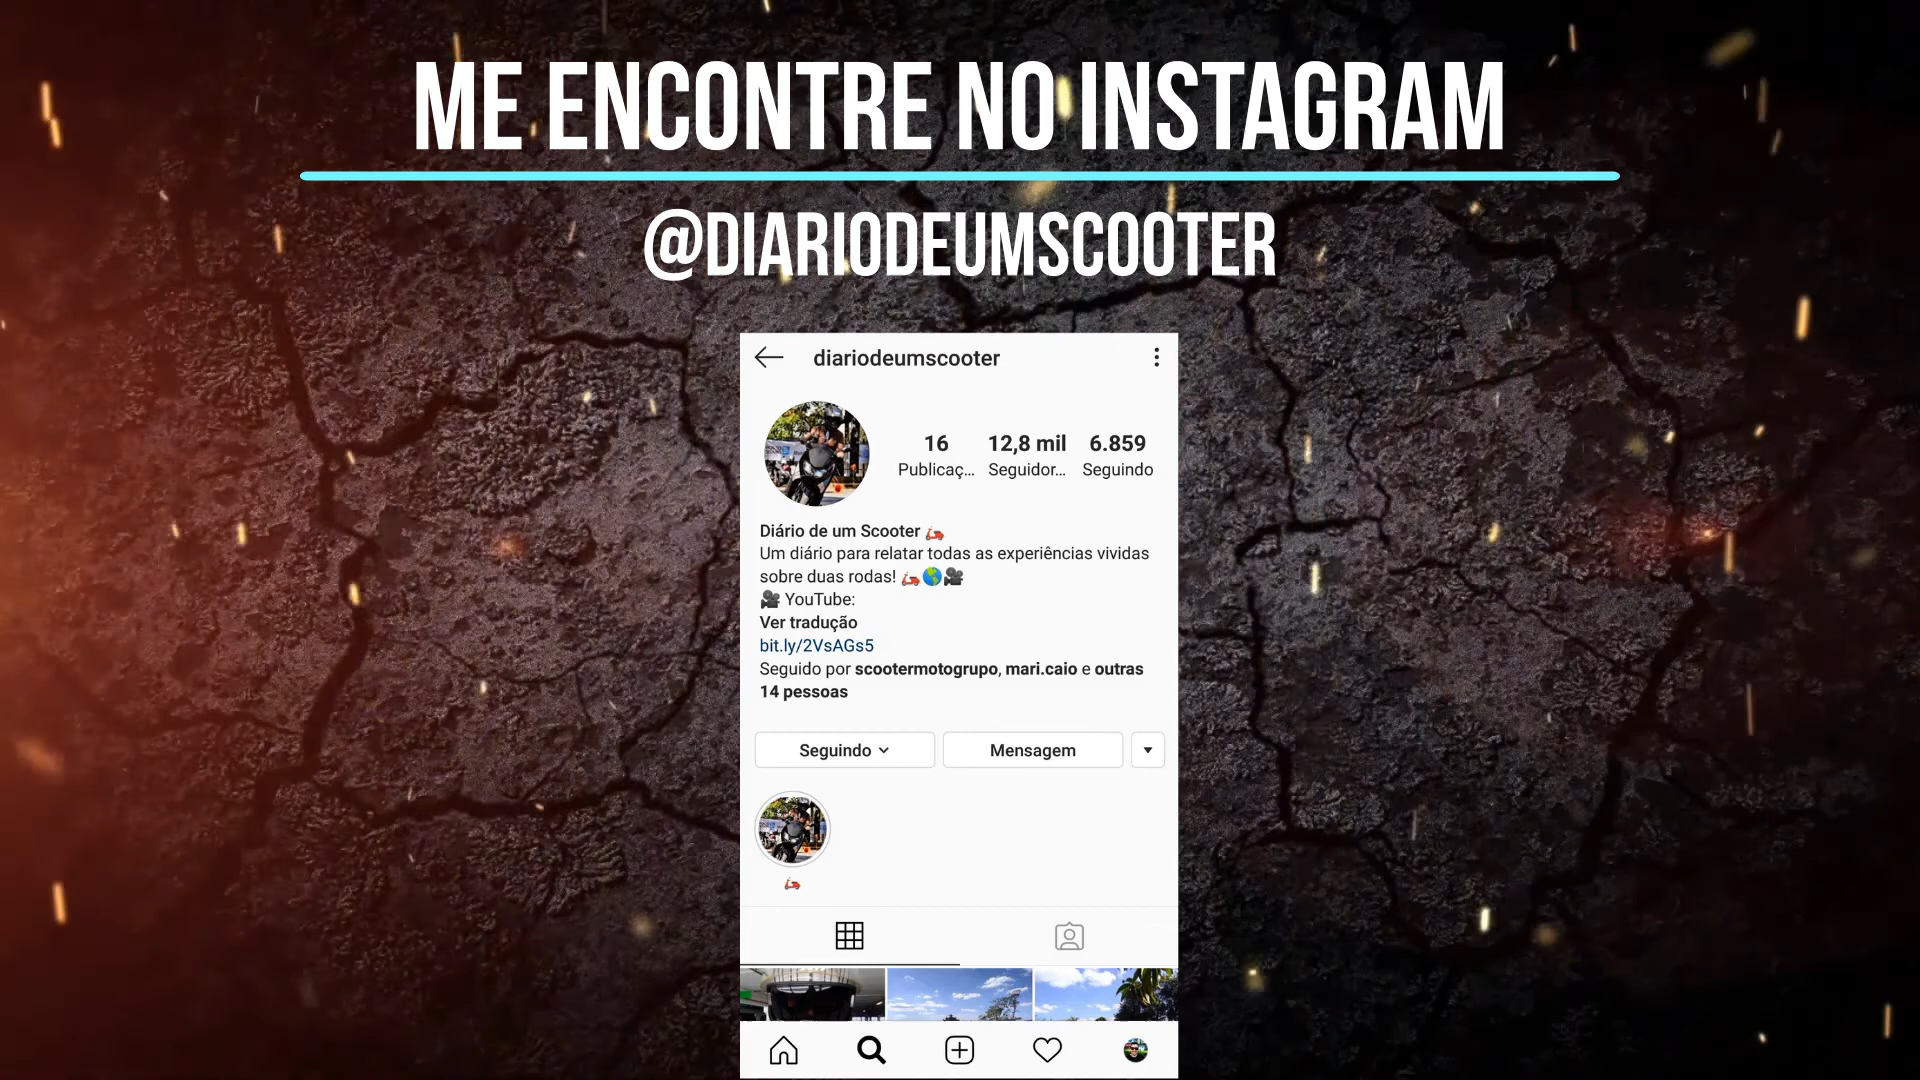 ME ENCONTRE NO INSTAGRAM
@DIARIODEUMSCOOTER
diariodeumscooter
16 12,8 mil 6.859
Publicaç... Seguidor... Seguindo
Diário de um Scooter 🛵
Um diário para relatar todas as experiências vividas
sobre duas rodas! 🛵🌎🎥
🎥 YouTube:
Ver tradução
bit.ly/2VsAGs5
Seguido por scootermotogrupo, mari.caio e outras
14 pessoas
Seguindo Mensagem
🛵